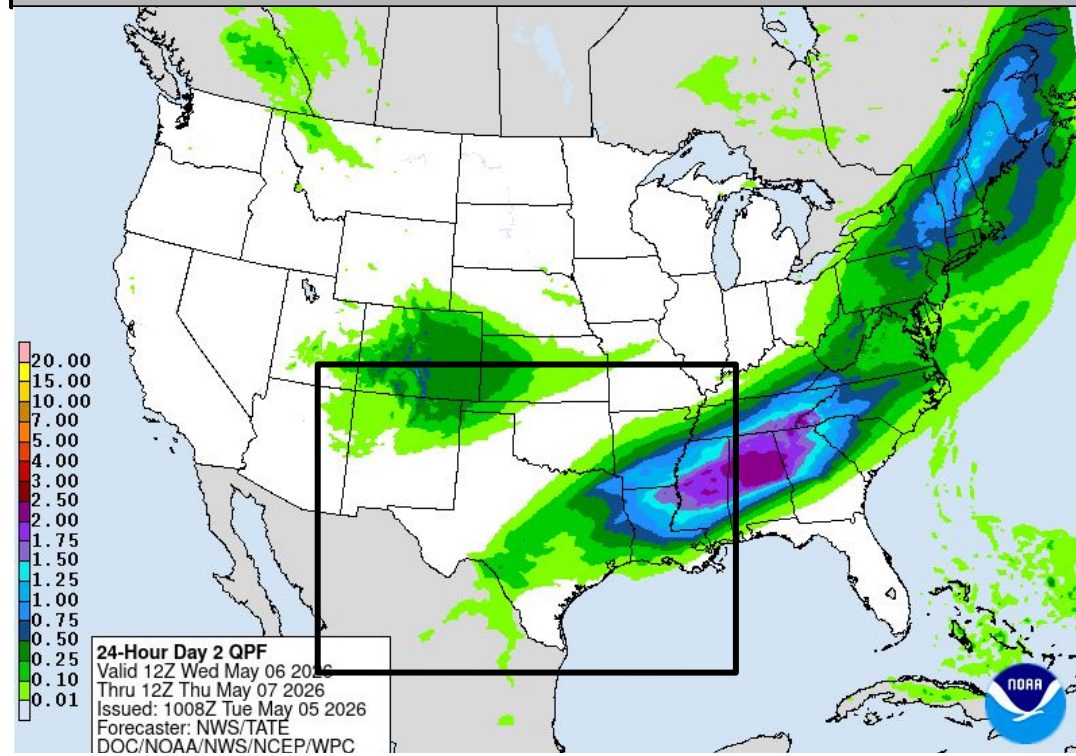 20.00
15.00
10.00
7.00
5.00
4.00
3.00
2.50
2.00
1.75
1.50
1.25
1.00
0.75
0.50
0.25
0.10
0.01
24-Hour Day 2 QPF
Valid 12Z Wed May 06 2026
Thru 12Z Thu May 07 2026
Issued: 1008Z Tue May 05 2026
Forecaster: NWS/TATE
DOC/NOAA/NWS/NCEP/WPC
NOAA